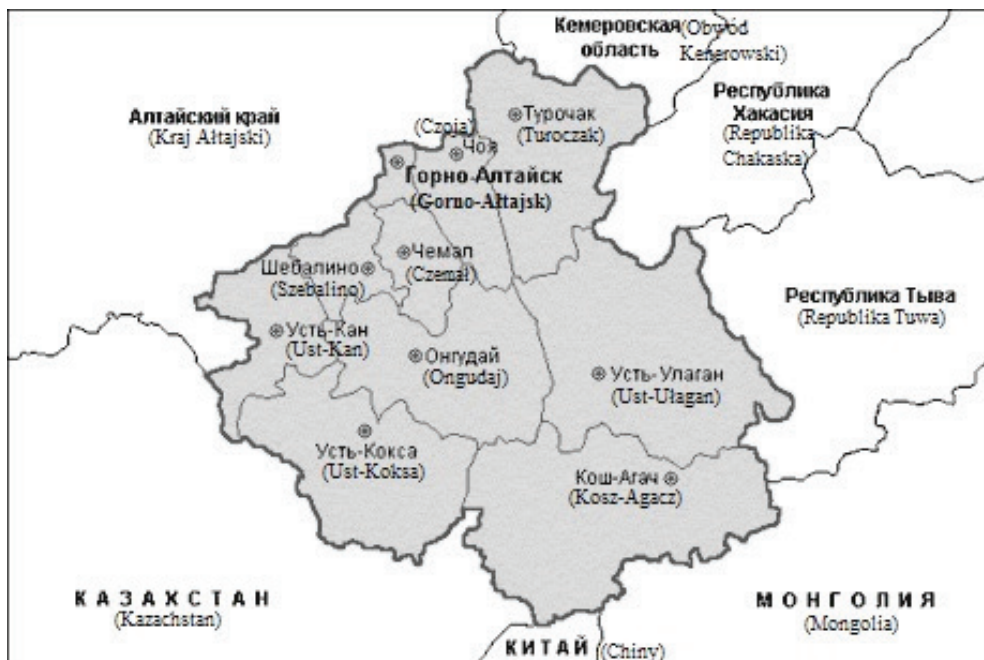 Кемеровская (Obwód
область Kenerowski)
Алтайский край
(Kraj Ałtajski)
Республика
Хакасия
(Republika
Chakaska)
Турочак
(Turoczak)
(Czoja)
Чоя
Горно-Алтайск
(Gorno-Ałtajsk)
Чемал
(Czemał)
Шебалино
(Szebalino)
Республика Тыва
(Republika Tuwa)
Усть-Кан
(Ust-Kan)
Онгудай
(Ongudaj)
Усть-Улаган
(Ust-Ułagan)
Усть-Кокса
(Ust-Koksa)
Кош-Агач
(Kosz-Agacz)
КАЗАХСТАН
(Kazachstan)
МОНГОЛИЯ
(Mongolia)
КИТАЙ (Chiny)